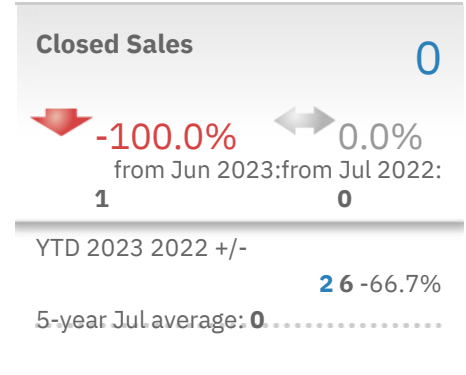 Closed Sales 0
-100.0% 0.0%
from Jun 2023:from Jul 2022:
1 0
YTD 2023 2022 +/-
2 6 -66.7%
5-year Jul average: 0